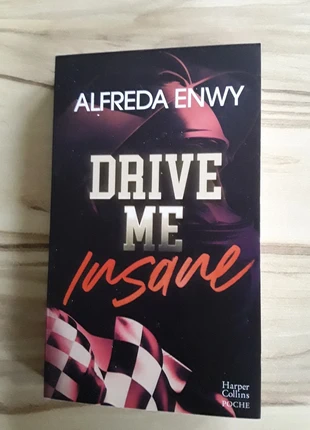 ALFREDA ENWY
DRIVE
ME
Insane
Harper
Collins
POCHE